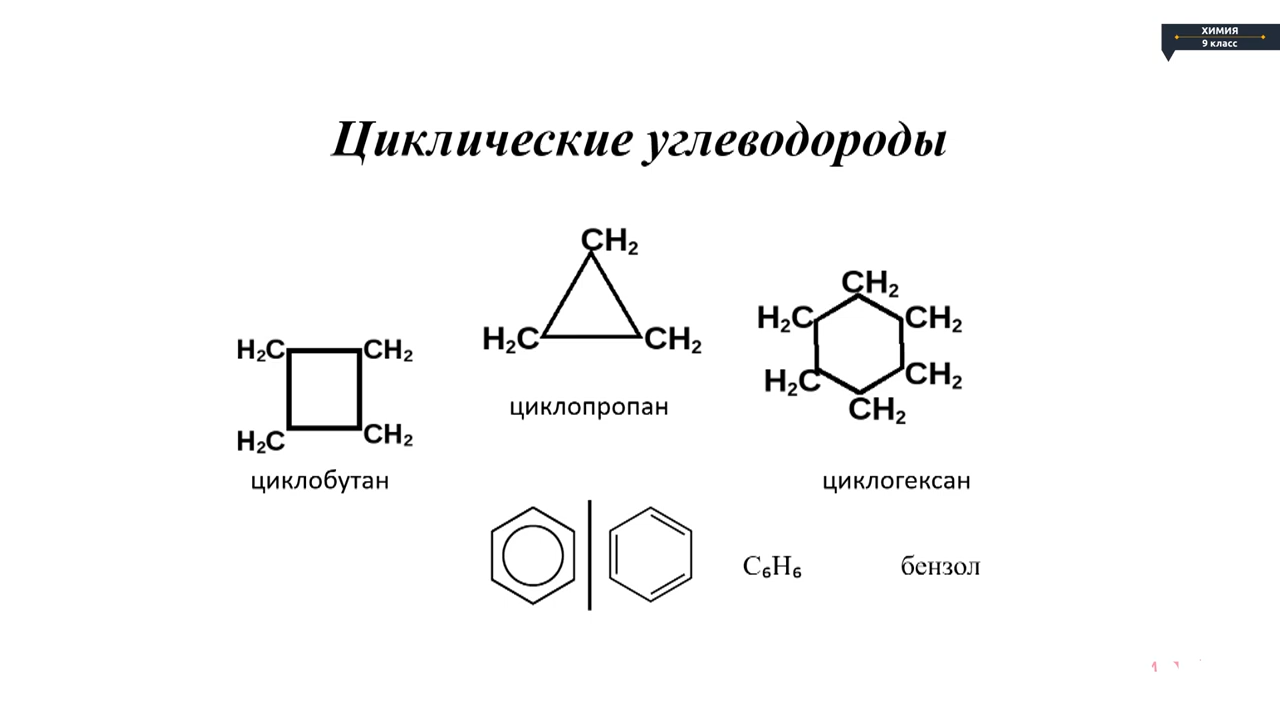 ХИМИЯ
9 класс
Циклические углеводороды
CH₂
H₂C CH₂
циклопропан
H₂C CH₂
H₂C CH₂
циклобутан
CH₂
H₂C CH₂
H₂C CH₂
CH₂
циклогексан
C₆H₆ бензол